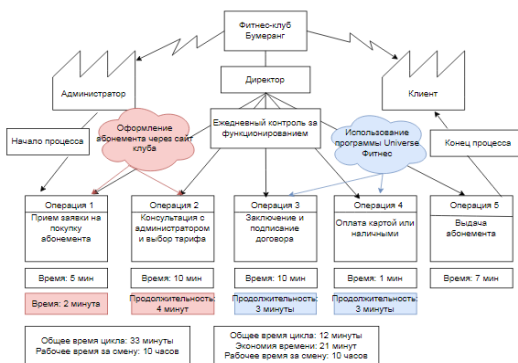 Фитнес-клуб
Бумеранг
Директор
Администратор
Клиент
Оформление
абонемента через сайт
клуба
Ежедневный контроль за
функционированием
Использование
программы Universe
Фитнес
Начало процесса
Конец процесса
Операция 1
Прием заявки на
покупку
абонемента
Операция 2
Консультация с
администратором
и выбор тарифа
Операция 3
Заключение и
подписание
договора
Операция 4
Оплата картой или
наличными
Операция 5
Выдача
абонемента
Время: 5 мин
Время: 10 мин
Время: 10 мин
Время: 1 мин
Время: 7 мин
Время: 2 минута
Продолжительность:
4 минут
Продолжительность:
3 минуты
Продолжительность:
3 минуты
Общее время цикла: 33 минуты
Рабочее время за смену: 10 часов
Общее время цикла: 12 минуты
Экономия времени: 21 минут
Рабочее время за смену: 10 часов